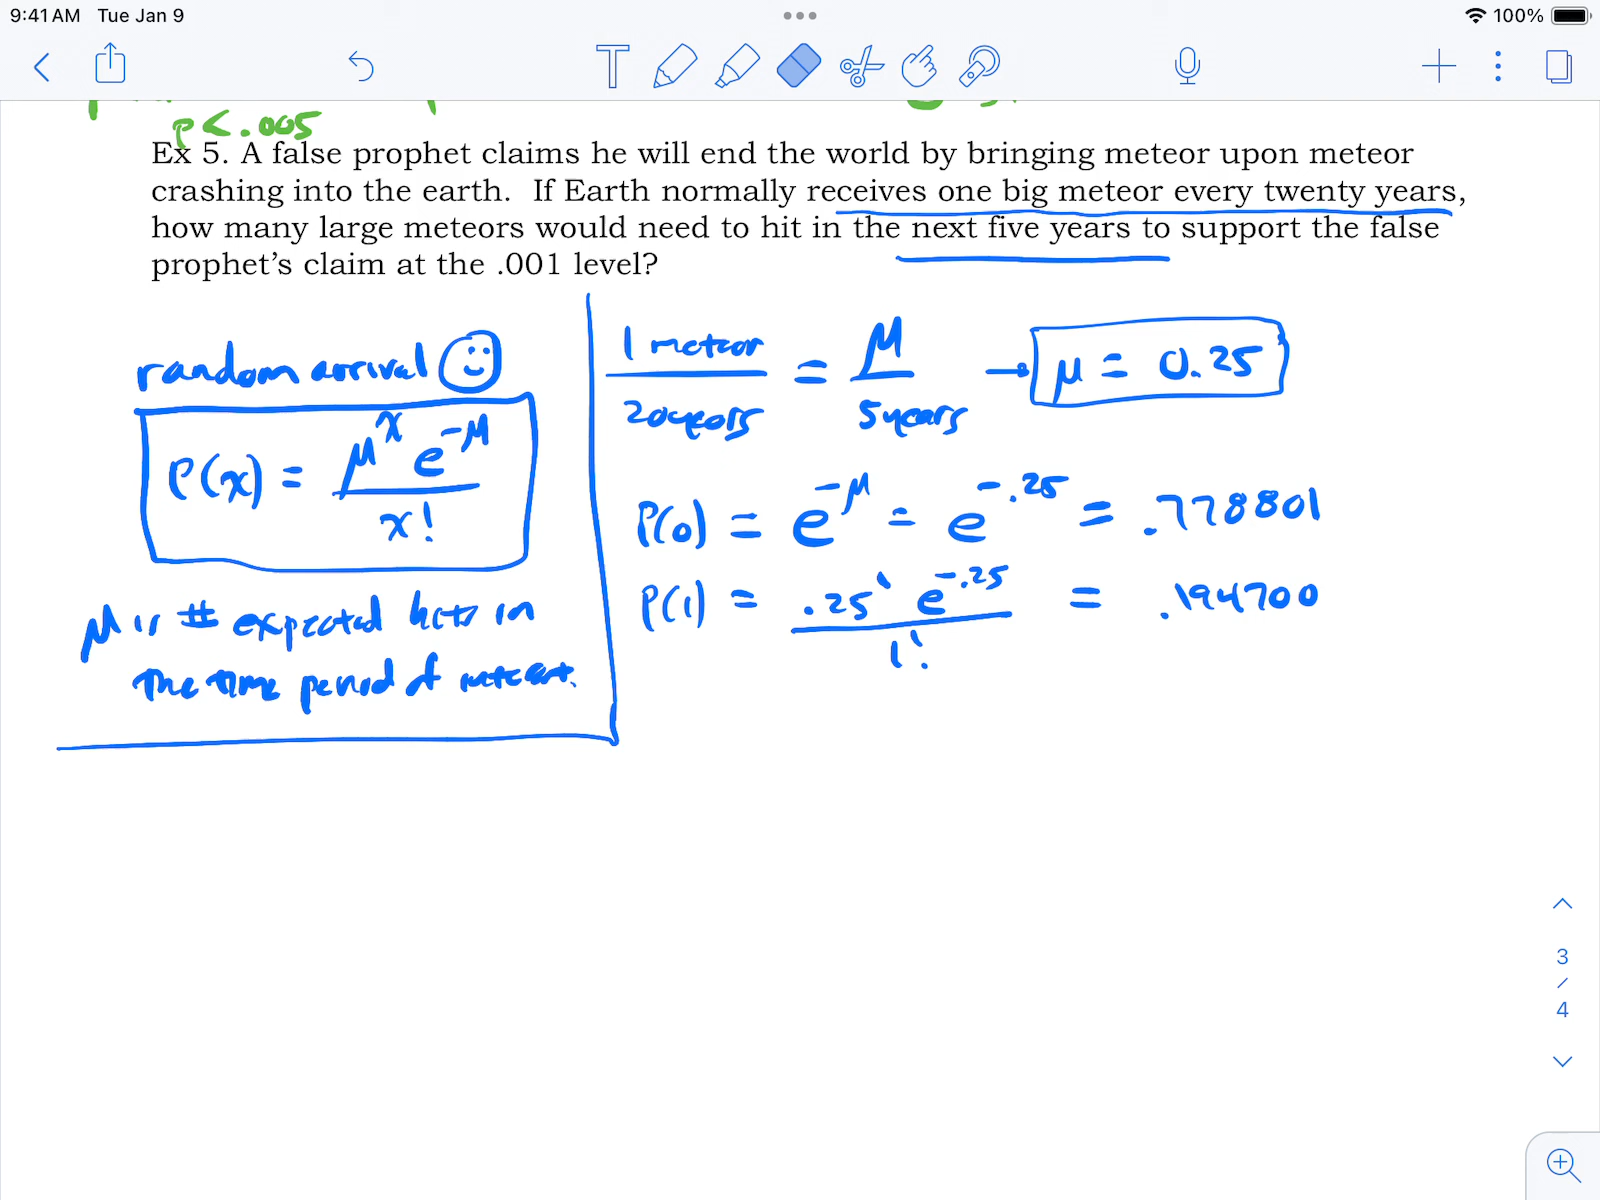 9:41 AM Tue Jan 9
100%
p < .005
Ex 5. A false prophet claims he will end the world by bringing meteor upon meteor
crashing into the earth. If Earth normally receives one big meteor every twenty years,
how many large meteors would need to hit in the next five years to support the false
prophet's claim at the .001 level?
random arrival
P(x) = μ^x e^-μ / x!
μ is # expected hits in
the time period of interest.
1 meteor / 20 years = μ / 5 years → μ = 0.25
P(0) = e^-μ = e^-.25 = .778801
P(1) = .25^1 e^-.25 / 1! = .194700
3
/
4